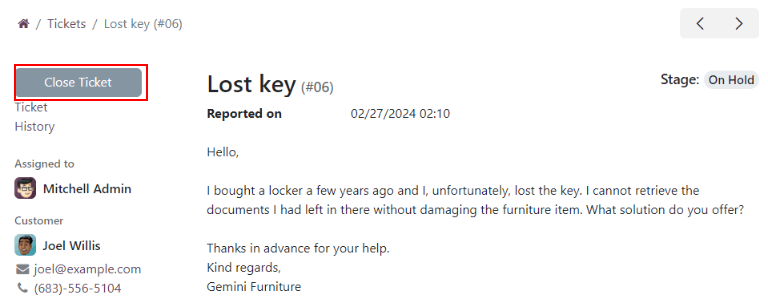 / Tickets / Lost key (#06)
Close Ticket
Ticket
History
Assigned to
Mitchell Admin
Customer
Joel Willis
joel@example.com
(683)-556-5104
Lost key (#06)
Stage: On Hold
Reported on 02/27/2024 02:10
Hello,
I bought a locker a few years ago and I, unfortunately, lost the key. I cannot retrieve the
documents I had left in there without damaging the furniture item. What solution do you offer?
Thanks in advance for your help.
Kind regards,
Gemini Furniture